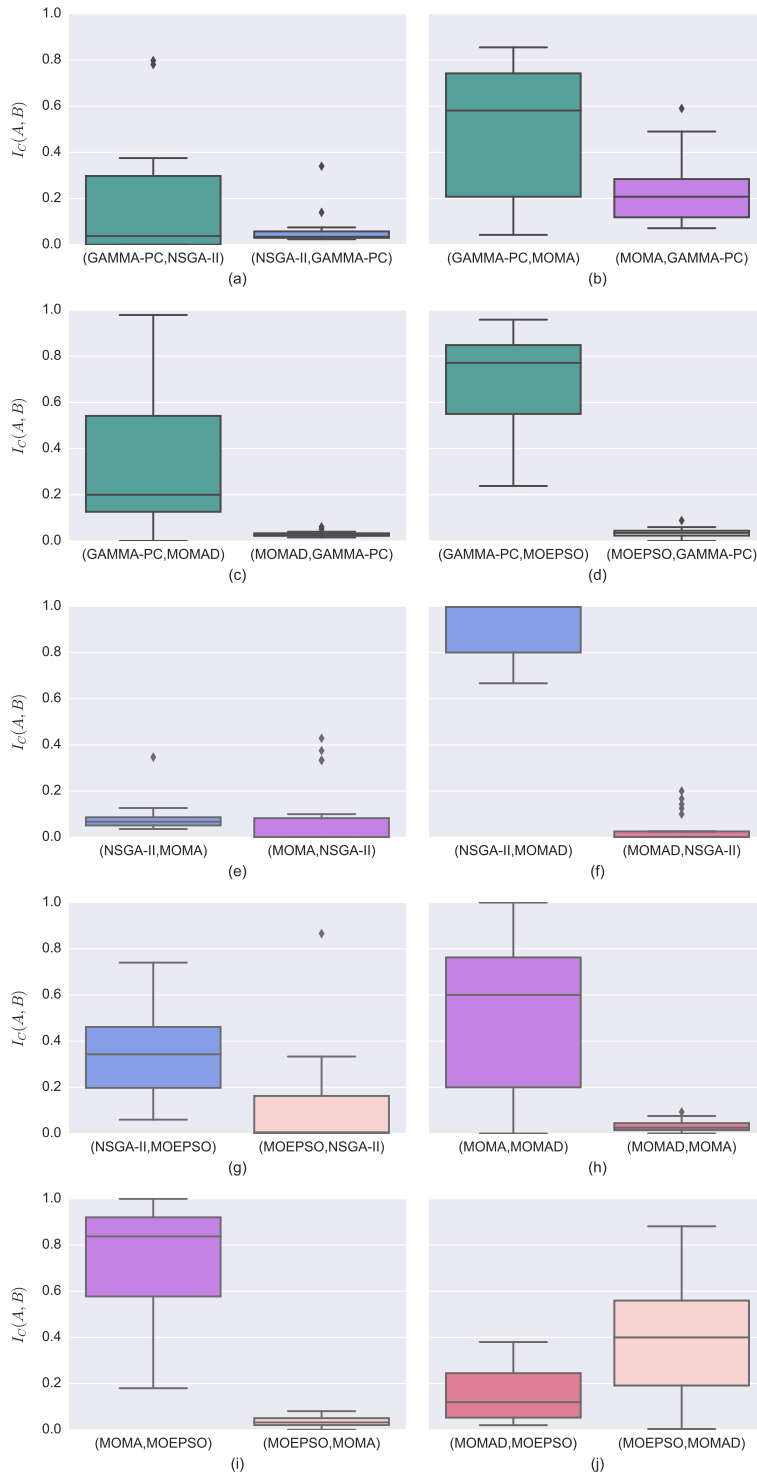 1.0
0.8
0.6
0.4
0.2
0.0
I_C(A, B)
(GAMMA-PC,NSGA-II) (NSGA-II,GAMMA-PC)
(a)
(GAMMA-PC,MOMA) (MOMA,GAMMA-PC)
(b)
1.0
0.8
0.6
0.4
0.2
0.0
I_C(A, B)
(GAMMA-PC,MOMAD) (MOMAD,GAMMA-PC)
(c)
(GAMMA-PC,MOEPSO) (MOEPSO,GAMMA-PC)
(d)
1.0
0.8
0.6
0.4
0.2
0.0
I_C(A, B)
(NSGA-II,MOMA) (MOMA,NSGA-II)
(e)
(NSGA-II,MOMAD) (MOMAD,NSGA-II)
(f)
1.0
0.8
0.6
0.4
0.2
0.0
I_C(A, B)
(NSGA-II,MOEPSO) (MOEPSO,NSGA-II)
(g)
(MOMA,MOMAD) (MOMAD,MOMA)
(h)
1.0
0.8
0.6
0.4
0.2
0.0
I_C(A, B)
(MOMA,MOEPSO) (MOEPSO,MOMA)
(i)
(MOMAD,MOEPSO) (MOEPSO,MOMAD)
(j)